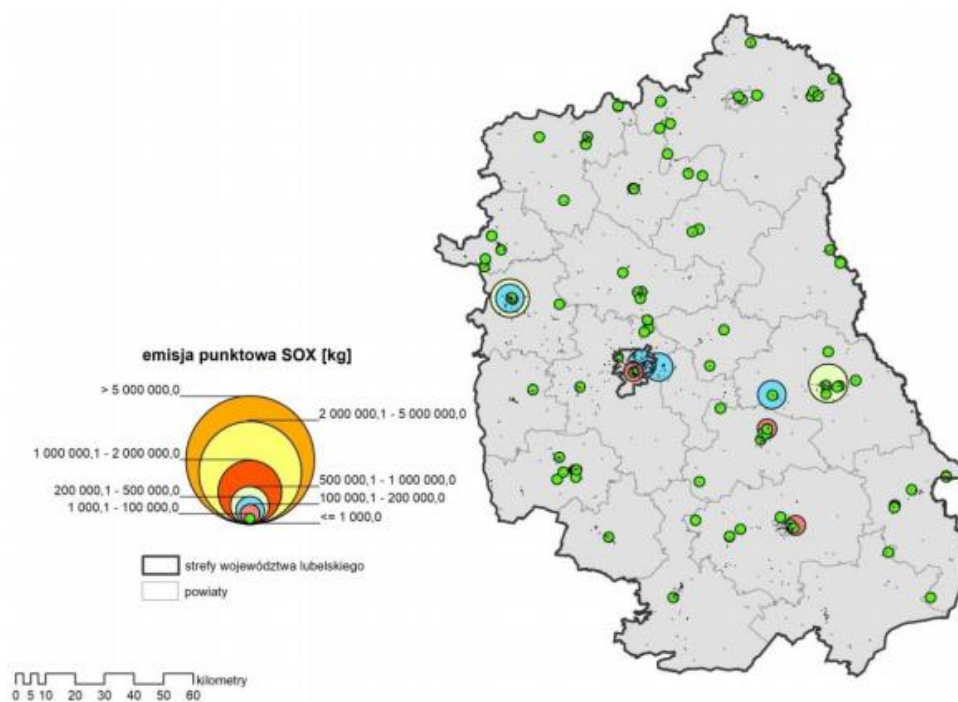 emisja punktowa SOX [kg]
> 5 000 000,0
2 000 000,1 - 5 000 000,0
1 000 000,1 - 2 000 000,0
500 000,1 - 1 000 000,0
200 000,1 - 500 000,0
100 000,1 - 200 000,0
1 000,1 - 100 000,0
<= 1 000,0
strefy województwa lubelskiego
powiaty
kilometry
0 5 10 20 30 40 50 60